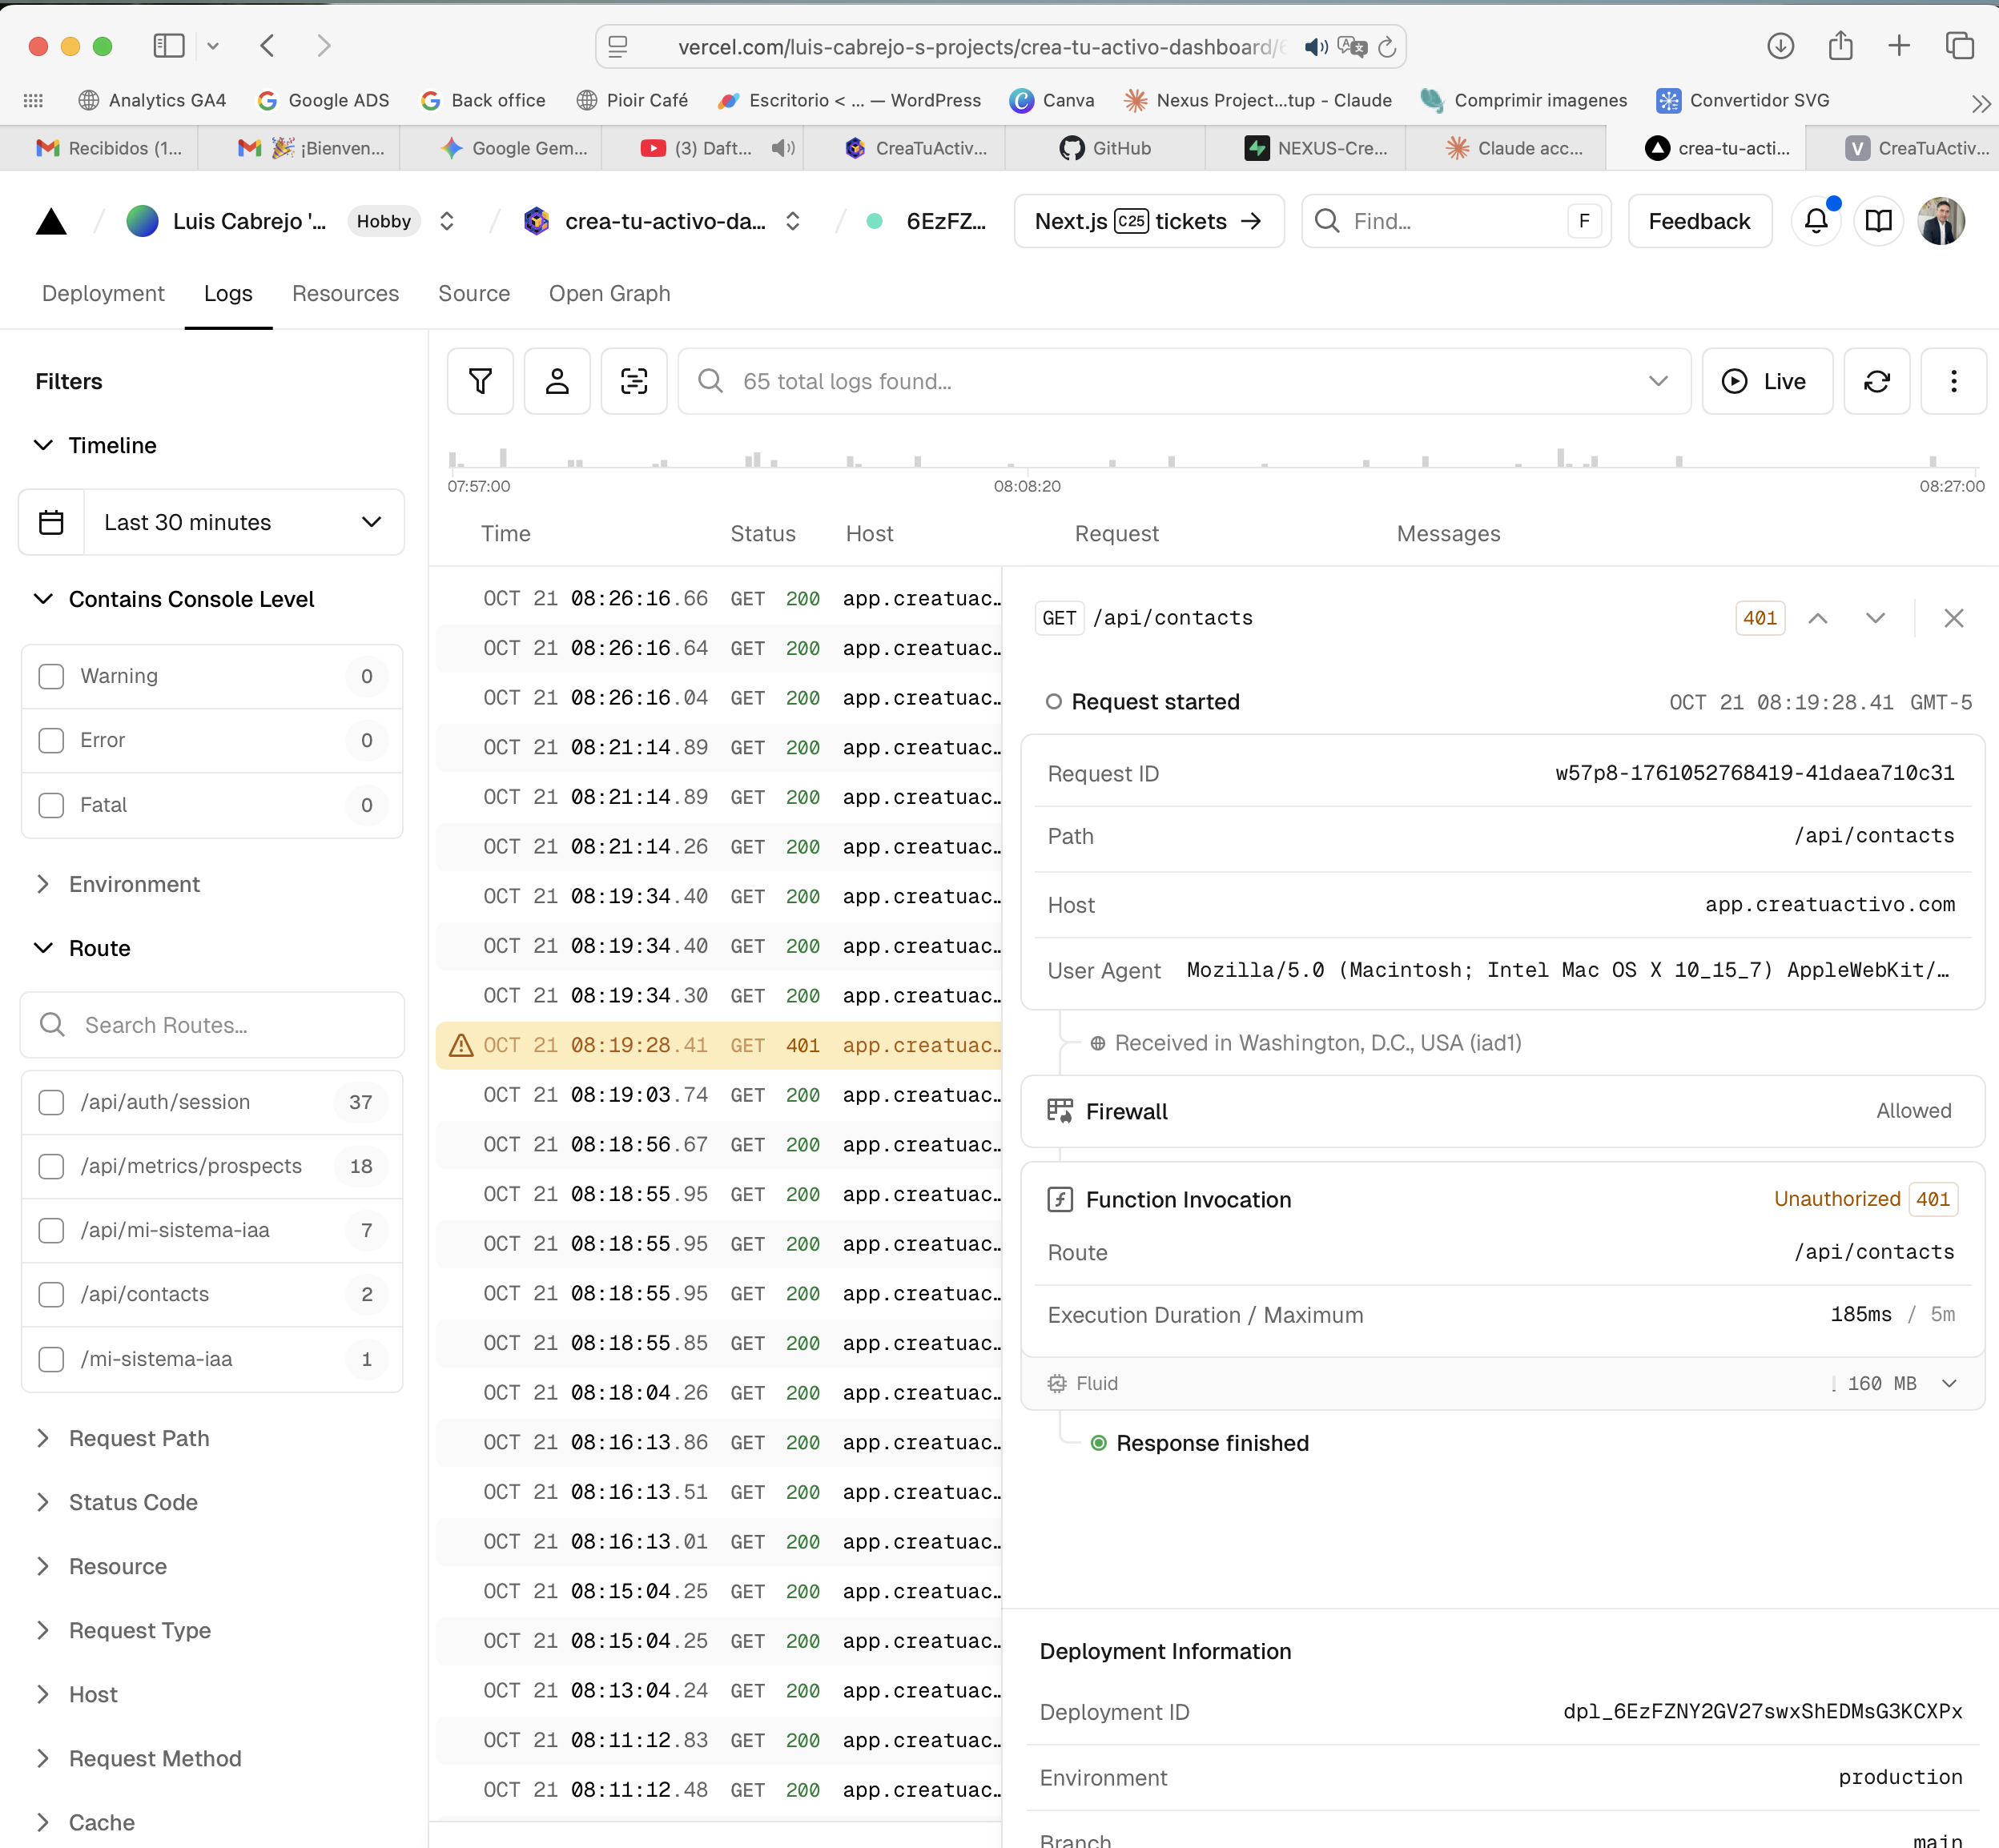 vercel.com/luis-cabrejo-s-projects/crea-tu-activo-dashboard/6
Analytics GA4
Google ADS
Back office
Pioir Café
Escritorio < ... — WordPress
Canva
Nexus Project...tup - Claude
Comprimir imagenes
Convertidor SVG
Recibidos (1...
¡Bienven...
Google Gem...
(3) Daft...
CreaTuActiv...
GitHub
NEXUS-Cre...
Claude acc...
crea-tu-acti...
V CreaTuActiv...
Luis Cabrejo '...
Hobby
crea-tu-activo-da...
6EzFZ...
Next.js C25 tickets →
Find...
F
Feedback
Deployment
Logs
Resources
Source
Open Graph
Filters
Timeline
Last 30 minutes
Contains Console Level
Warning 0
Error 0
Fatal 0
Environment
Route
Search Routes...
/api/auth/session 37
/api/metrics/prospects 18
/api/mi-sistema-iaa 7
/api/contacts 2
/mi-sistema-iaa 1
Request Path
Status Code
Resource
Request Type
Host
Request Method
Cache
65 total logs found...
Live
07:57:00
08:08:20
08:27:00
Time Status Host Request Messages
OCT 21 08:26:16.66 GET 200 app.creatuac...
OCT 21 08:26:16.64 GET 200 app.creatuac...
OCT 21 08:26:16.04 GET 200 app.creatuac...
OCT 21 08:21:14.89 GET 200 app.creatuac...
OCT 21 08:21:14.89 GET 200 app.creatuac...
OCT 21 08:21:14.26 GET 200 app.creatuac...
OCT 21 08:19:34.40 GET 200 app.creatuac...
OCT 21 08:19:34.40 GET 200 app.creatuac...
OCT 21 08:19:34.30 GET 200 app.creatuac...
OCT 21 08:19:28.41 GET 401 app.creatuac...
OCT 21 08:19:03.74 GET 200 app.creatuac...
OCT 21 08:18:56.67 GET 200 app.creatuac...
OCT 21 08:18:55.95 GET 200 app.creatuac...
OCT 21 08:18:55.95 GET 200 app.creatuac...
OCT 21 08:18:55.95 GET 200 app.creatuac...
OCT 21 08:18:55.85 GET 200 app.creatuac...
OCT 21 08:18:04.26 GET 200 app.creatuac...
OCT 21 08:16:13.86 GET 200 app.creatuac...
OCT 21 08:16:13.51 GET 200 app.creatuac...
OCT 21 08:16:13.01 GET 200 app.creatuac...
OCT 21 08:15:04.25 GET 200 app.creatuac...
OCT 21 08:15:04.25 GET 200 app.creatuac...
OCT 21 08:13:04.24 GET 200 app.creatuac...
OCT 21 08:11:12.83 GET 200 app.creatuac...
OCT 21 08:11:12.48 GET 200 app.creatuac...
GET /api/contacts 401
Request started OCT 21 08:19:28.41 GMT-5
Request ID w57p8-1761052768419-41daea710c31
Path /api/contacts
Host app.creatuactivo.com
User Agent Mozilla/5.0 (Macintosh; Intel Mac OS X 10_15_7) AppleWebKit/...
Received in Washington, D.C., USA (iad1)
Firewall Allowed
Function Invocation Unauthorized 401
Route /api/contacts
Execution Duration / Maximum 185ms / 5m
Fluid 160 MB
Response finished
Deployment Information
Deployment ID dpl_6EzFZNY2GV27swxShEDMsG3KCXPx
Environment production
Branch main